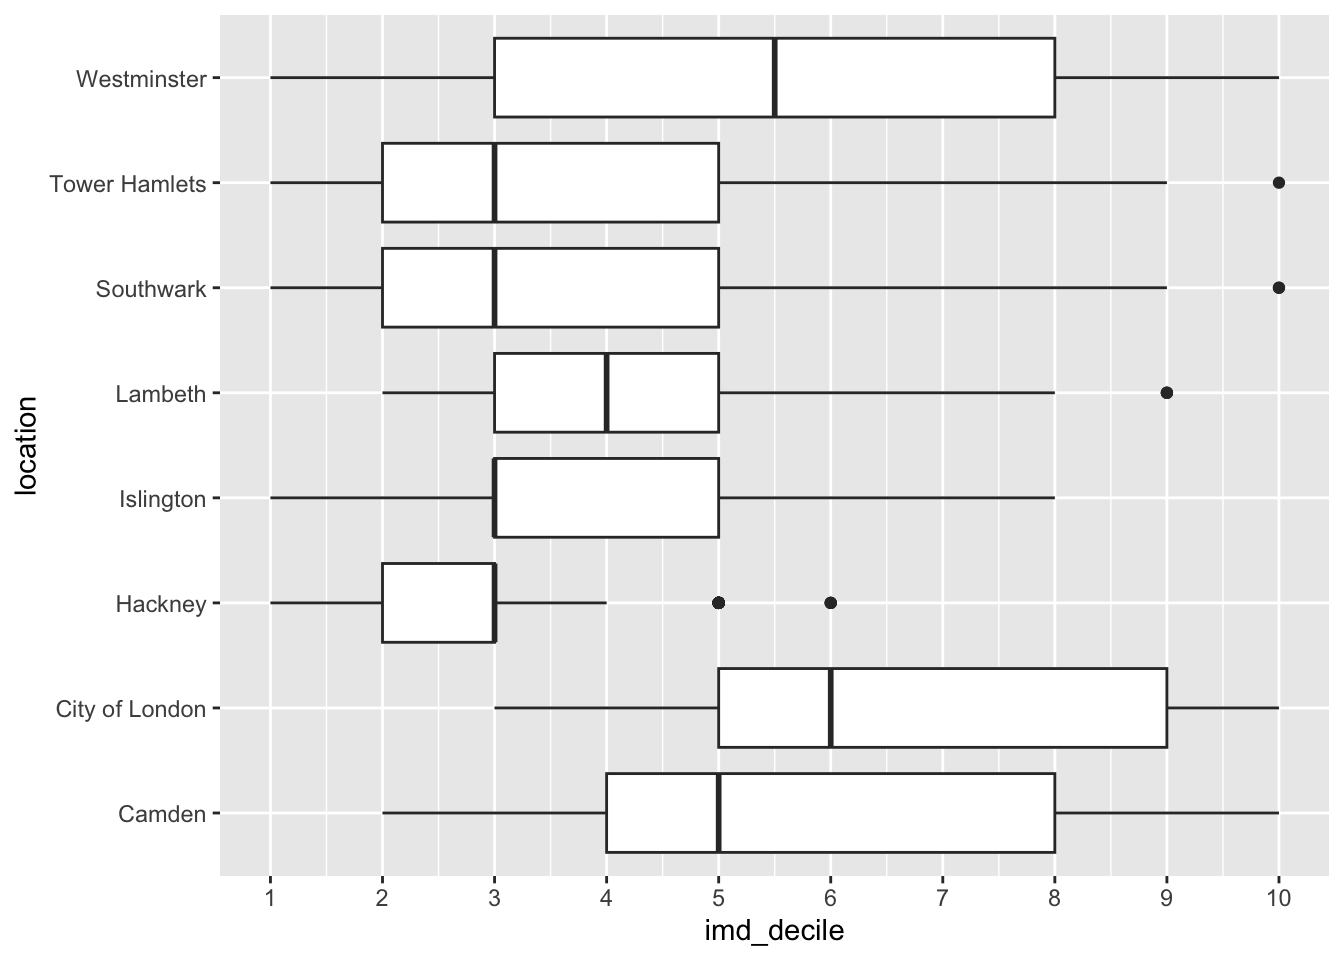 Westminster
Tower Hamlets
Southwark
Lambeth
Islington
Hackney
City of London
Camden
location
1 2 3 4 5 6 7 8 9 10
imd_decile